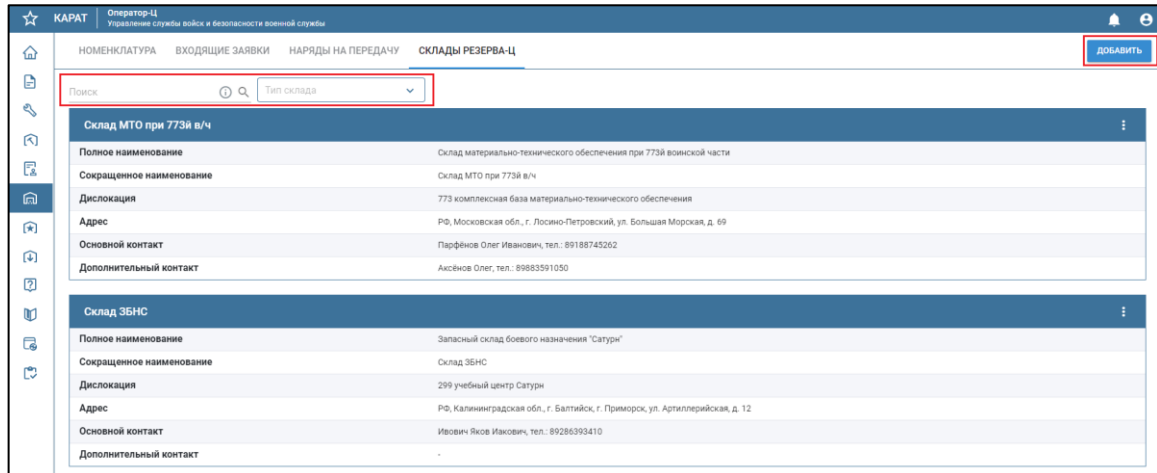 КАРАТ
Оператор-Ц
Управление службы войск и безопасности военной службы
НОМЕНКЛАТУРА ВХОДЯЩИЕ ЗАЯВКИ НАРЯДЫ НА ПЕРЕДАЧУ СКЛАДЫ РЕЗЕРВА-Ц ДОБАВИТЬ
Поиск Тип склада
Склад МТО при 773й в/ч
Полное наименование Склад материально-технического обеспечения при 773й воинской части
Сокращенное наименование Склад МТО при 773й в/ч
Дислокация 773 комплексная база материально-технического обеспечения
Адрес РФ, Московская обл., г. Лосино-Петровский, ул. Большая Морская, д. 69
Основной контакт Парфёнов Олег Иванович, тел.: 89188745262
Дополнительный контакт Аксёнов Олег, тел.: 89883591050
Склад ЗБНС
Полное наименование Запасный склад боевого назначения "Сатурн"
Сокращенное наименование Склад ЗБНС
Дислокация 299 учебный центр Сатурн
Адрес РФ, Калининградская обл., г. Балтийск, г. Приморск, ул. Артиллерийская, д. 12
Основной контакт Ивович Яков Иакович, тел.: 89286393410
Дополнительный контакт -